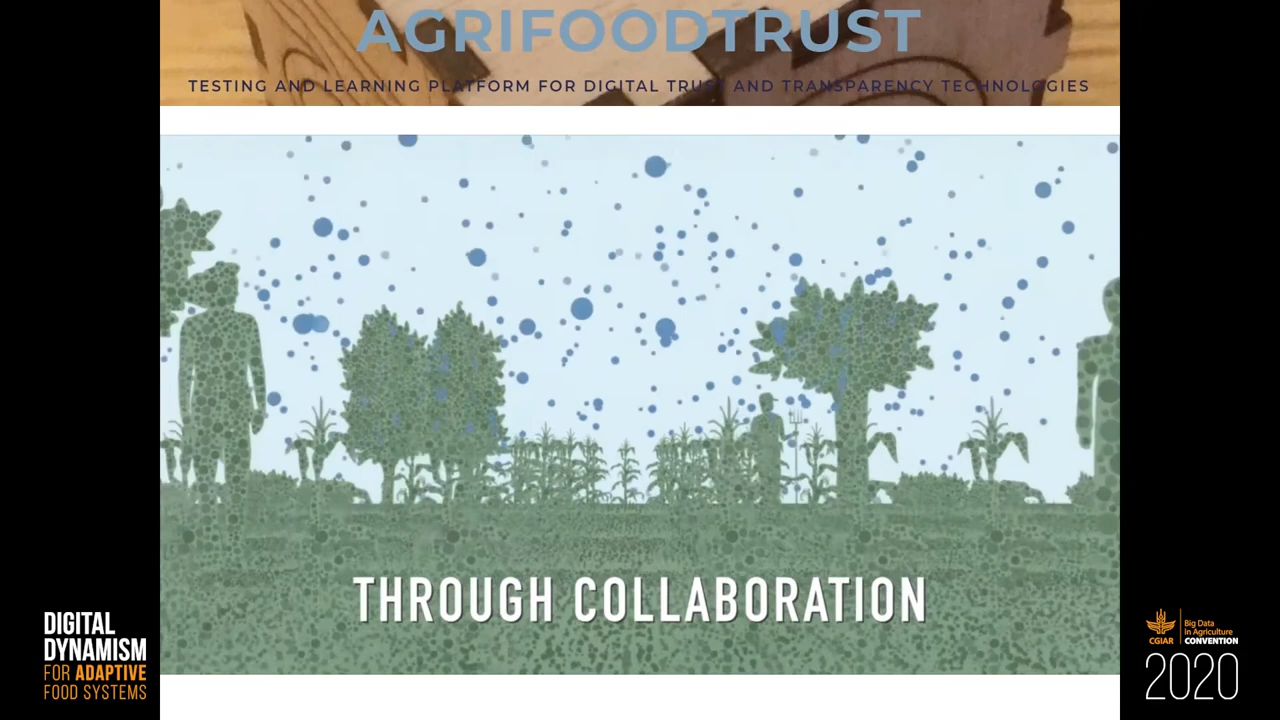 AGRIFOODTRUST
TESTING AND LEARNING PLATFORM FOR DIGITAL TRUST AND TRANSPARENCY TECHNOLOGIES
THROUGH COLLABORATION
DIGITAL
DYNAMISM
FOR ADAPTIVE
FOOD SYSTEMS
CGIAR
Big Data
in Agriculture
CONVENTION
2020